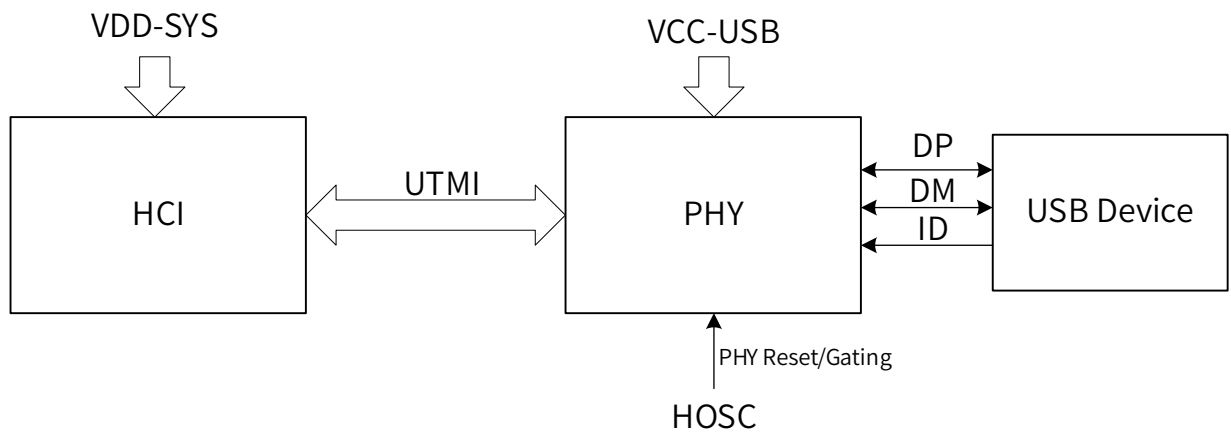 VDD-SYS
VCC-USB
HCI
UTMI
PHY
DP
DM
ID
USB Device
PHY Reset/Gating
HOSC